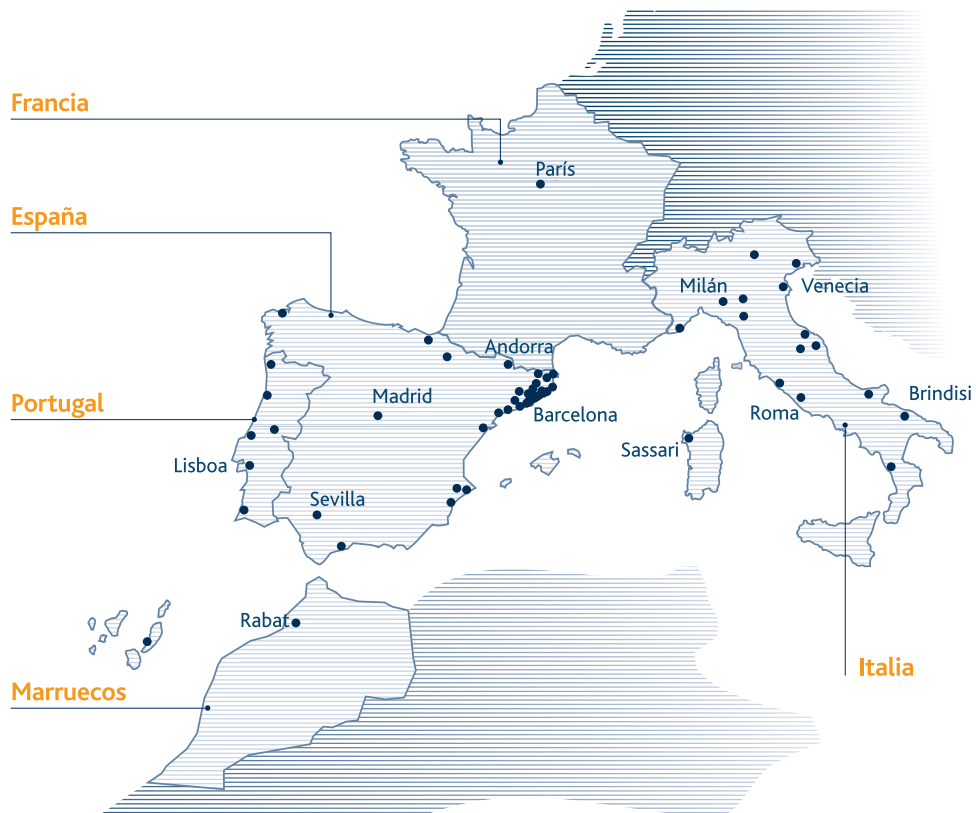 Francia
París
España
Milán
Venecia
Andorra
Madrid
Brindisi
Portugal
Barcelona
Roma
Sassari
Lisboa
Sevilla
Rabat
Italia
Marruecos